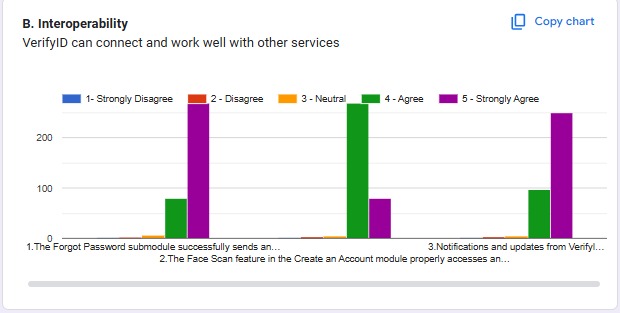 B. Interoperability
Copy chart
VerifyID can connect and work well with other services
1- Strongly Disagree 2 - Disagree 3 - Neutral 4 - Agree 5 - Strongly Agree
200
100
0
1.The Forgot Password submodule successfully sends an... 3.Notifications and updates from VerifyI...
2.The Face Scan feature in the Create an Account module properly accesses an...